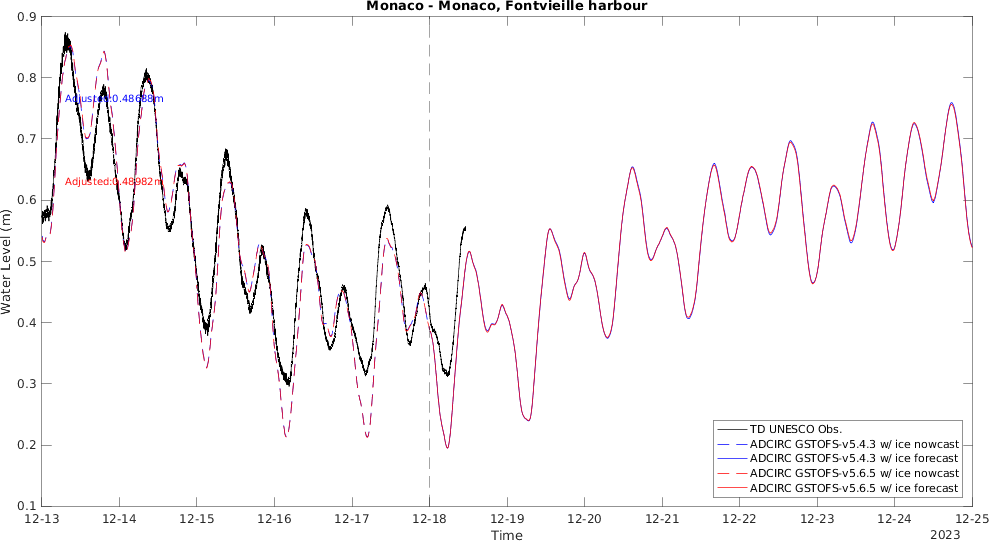 Monaco - Monaco, Fontvieille harbour
0.9
0.8
0.7
0.6
0.5
0.4
0.3
0.2
0.1
Water Level (m)
Adjusted:0.48688m
Adjusted:0.48982m
TD UNESCO Obs.
ADCIRC GSTOFS-v5.4.3 w/ ice nowcast
ADCIRC GSTOFS-v5.4.3 w/ ice forecast
ADCIRC GSTOFS-v5.6.5 w/ ice nowcast
ADCIRC GSTOFS-v5.6.5 w/ ice forecast
12-13 12-14 12-15 12-16 12-17 12-18 12-19 12-20 12-21 12-22 12-23 12-24 12-25
Time
2023